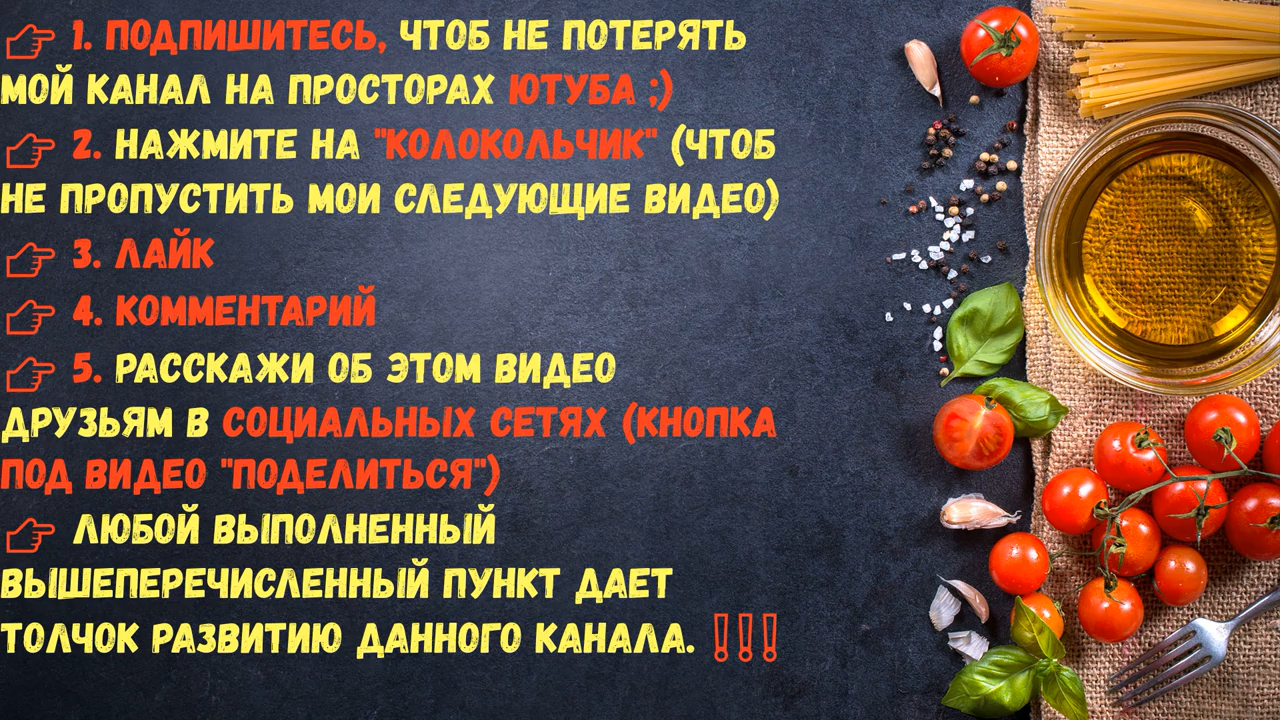 👉 1. ПОДПИШИТЕСЬ, ЧТОБ НЕ ПОТЕРЯТЬ
МОЙ КАНАЛ НА ПРОСТОРАХ ЮТУБА ;)
👉 2. НАЖМИТЕ НА "КОЛОКОЛЬЧИК" (ЧТОБ
НЕ ПРОПУСТИТЬ МОИ СЛЕДУЮЩИЕ ВИДЕО)
👉 3. ЛАЙК
👉 4. КОММЕНТАРИЙ
👉 5. РАССКАЖИ ОБ ЭТОМ ВИДЕО
ДРУЗЬЯМ В СОЦИАЛЬНЫХ СЕТЯХ (КНОПКА
ПОД ВИДЕО "ПОДЕЛИТЬСЯ")
👉 ЛЮБОЙ ВЫПОЛНЕННЫЙ
ВЫШЕПЕРЕЧИСЛЕННЫЙ ПУНКТ ДАЕТ
ТОЛЧОК РАЗВИТИЮ ДАННОГО КАНАЛА. !!!